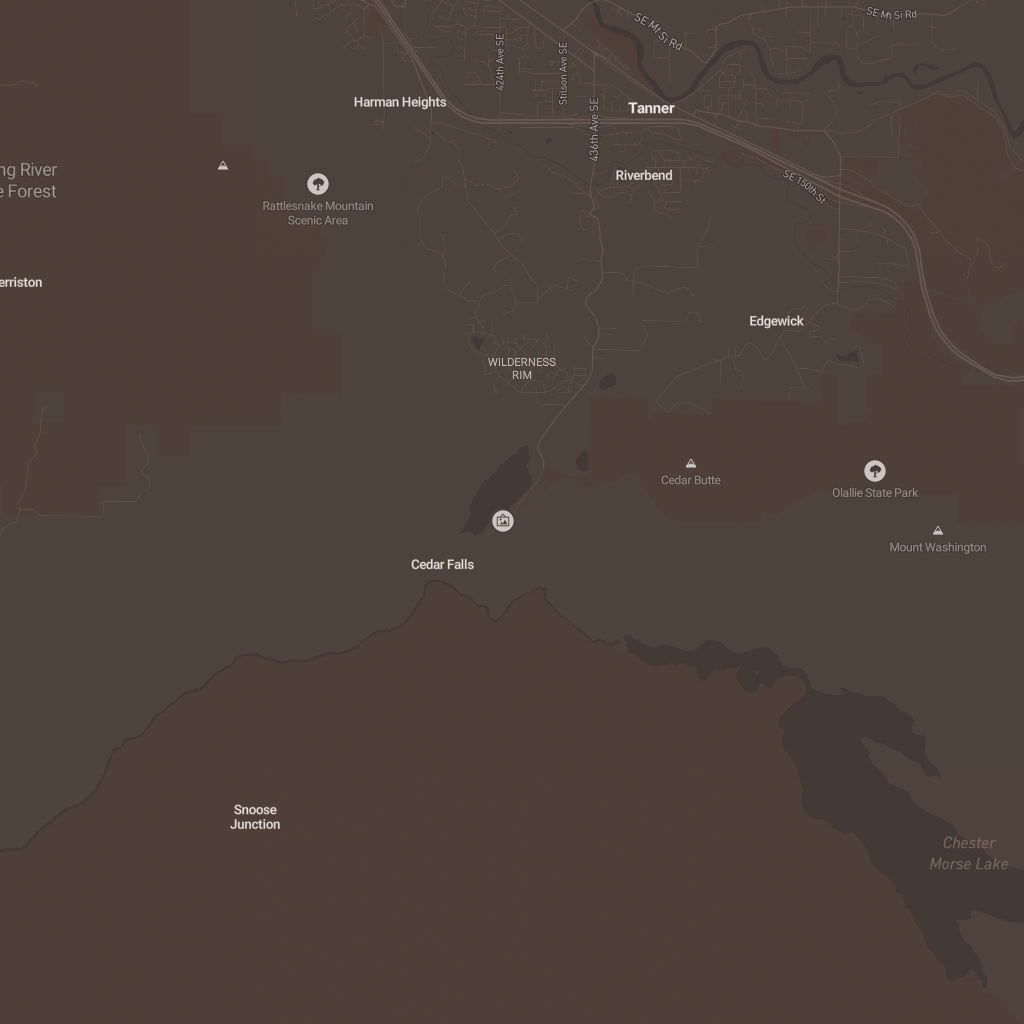 SE Mt Si Rd
SE Mt Si Rd
424th Ave SE
Stilson Ave SE
Harman Heights
Tanner
436th Ave SE
ng River
e Forest
Riverbend
SE 150th St
Rattlesnake Mountain
Scenic Area
erriston
Edgewick
WILDERNESS
RIM
Cedar Butte
Olallie State Park
Mount Washington
Cedar Falls
Snoose
Junction
Chester
Morse Lake